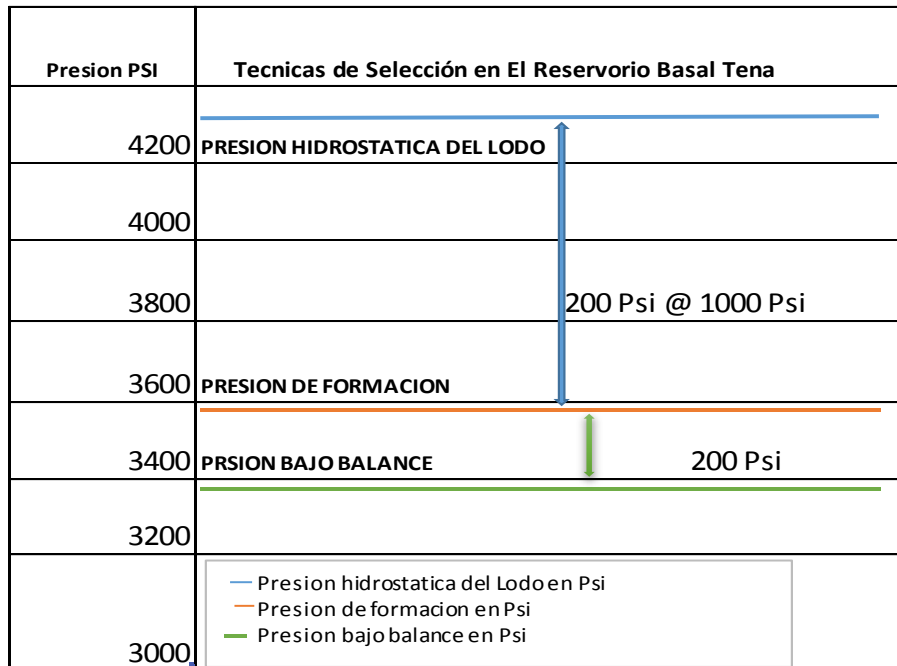 Presion PSI Tecnicas de Selección en El Reservorio Basal Tena
4200 PRESION HIDROSTATICA DEL LODO
4000
3800 200 Psi @ 1000 Psi
3600 PRESION DE FORMACION
3400 PRSION BAJO BALANCE 200 Psi
3200
Presion hidrostatica del Lodo en Psi
Presion de formacion en Psi
Presion bajo balance en Psi
3000